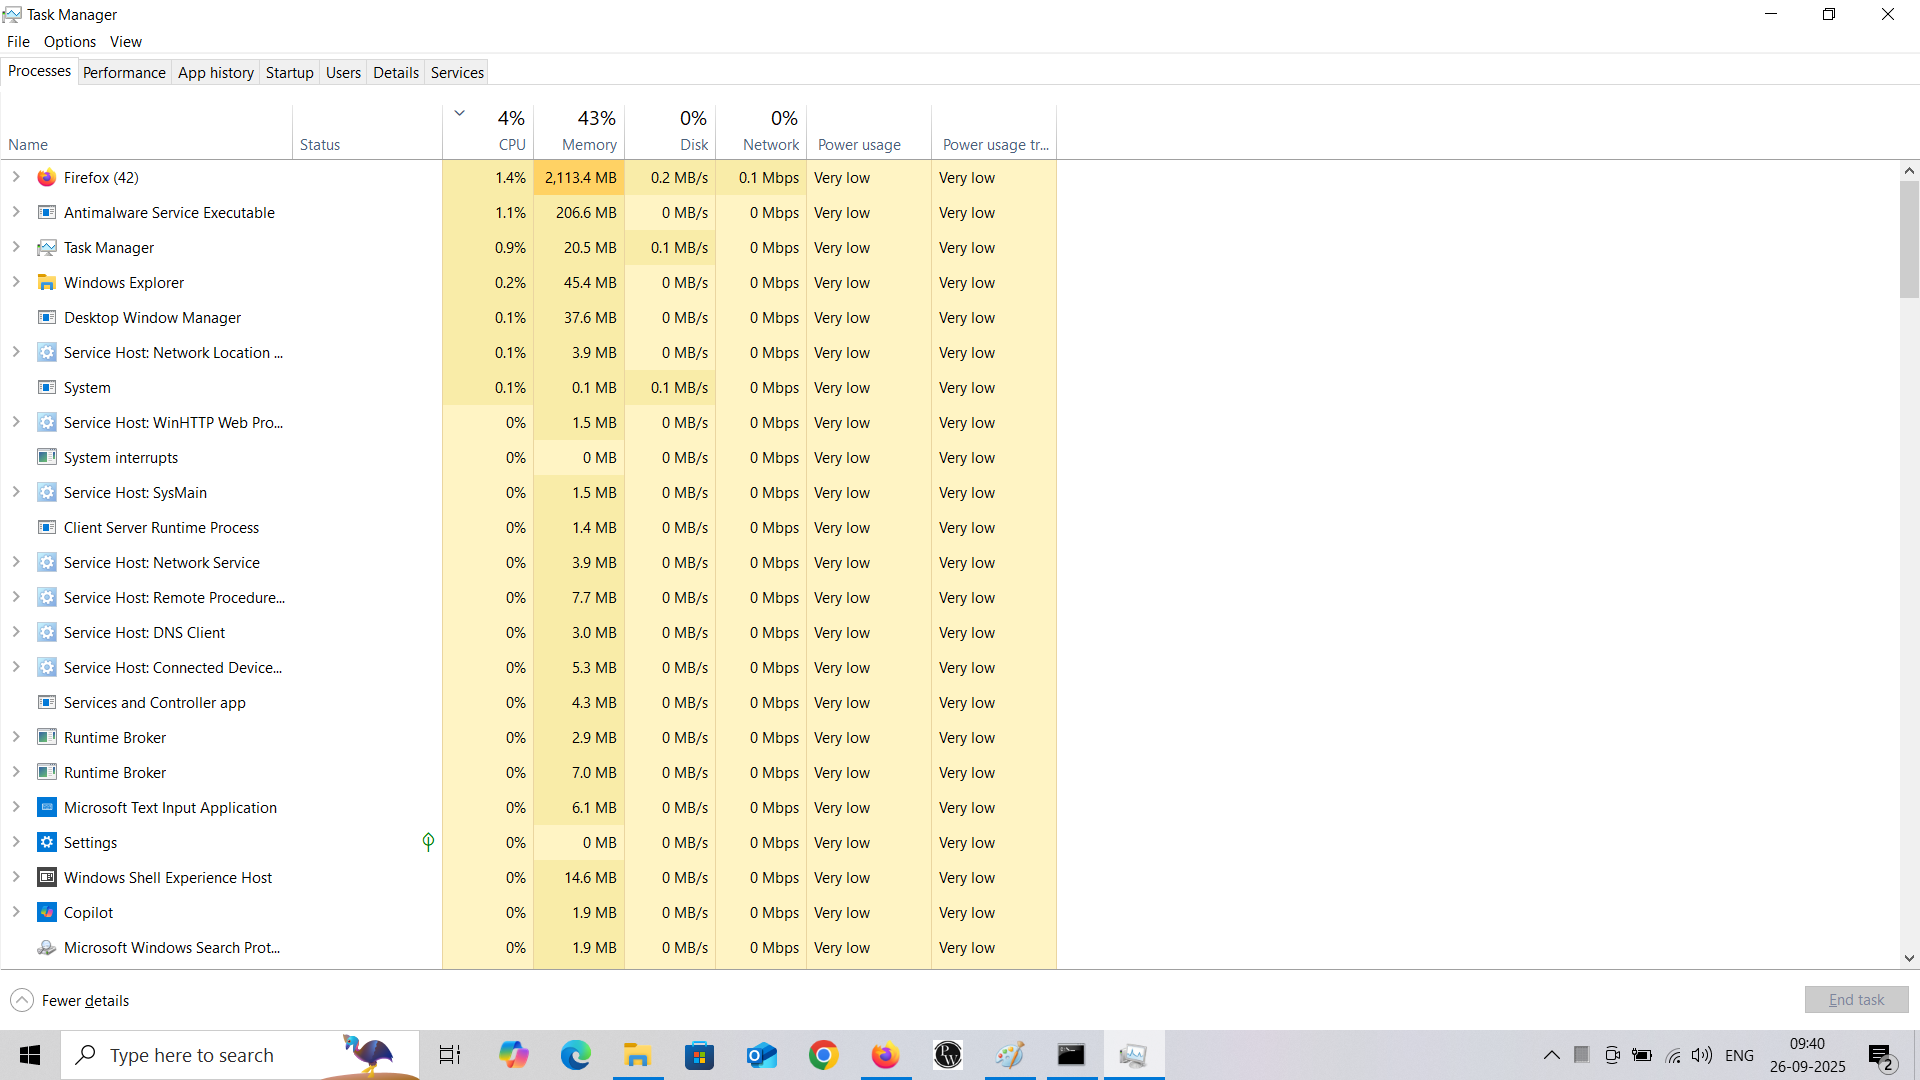 Task Manager
File Options View
Processes Performance App history Startup Users Details Services
4% 43% 0% 0%
Name Status CPU Memory Disk Network Power usage Power usage tr...
Firefox (42) 1.4% 2,113.4 MB 0.2 MB/s 0.1 Mbps Very low Very low
Antimalware Service Executable 1.1% 206.6 MB 0 MB/s 0 Mbps Very low Very low
Task Manager 0.9% 20.5 MB 0.1 MB/s 0 Mbps Very low Very low
Windows Explorer 0.2% 45.4 MB 0 MB/s 0 Mbps Very low Very low
Desktop Window Manager 0.1% 37.6 MB 0 MB/s 0 Mbps Very low Very low
Service Host: Network Location ... 0.1% 3.9 MB 0 MB/s 0 Mbps Very low Very low
System 0.1% 0.1 MB 0.1 MB/s 0 Mbps Very low Very low
Service Host: WinHTTP Web Pro... 0% 1.5 MB 0 MB/s 0 Mbps Very low Very low
System interrupts 0% 0 MB 0 MB/s 0 Mbps Very low Very low
Service Host: SysMain 0% 1.5 MB 0 MB/s 0 Mbps Very low Very low
Client Server Runtime Process 0% 1.4 MB 0 MB/s 0 Mbps Very low Very low
Service Host: Network Service 0% 3.9 MB 0 MB/s 0 Mbps Very low Very low
Service Host: Remote Procedure... 0% 7.7 MB 0 MB/s 0 Mbps Very low Very low
Service Host: DNS Client 0% 3.0 MB 0 MB/s 0 Mbps Very low Very low
Service Host: Connected Device... 0% 5.3 MB 0 MB/s 0 Mbps Very low Very low
Services and Controller app 0% 4.3 MB 0 MB/s 0 Mbps Very low Very low
Runtime Broker 0% 2.9 MB 0 MB/s 0 Mbps Very low Very low
Runtime Broker 0% 7.0 MB 0 MB/s 0 Mbps Very low Very low
Microsoft Text Input Application 0% 6.1 MB 0 MB/s 0 Mbps Very low Very low
Settings 0% 0 MB 0 MB/s 0 Mbps Very low Very low
Windows Shell Experience Host 0% 14.6 MB 0 MB/s 0 Mbps Very low Very low
Copilot 0% 1.9 MB 0 MB/s 0 Mbps Very low Very low
Microsoft Windows Search Prot... 0% 1.9 MB 0 MB/s 0 Mbps Very low Very low
Fewer details End task
Type here to search PW ENG 09:40
26-09-2025 2